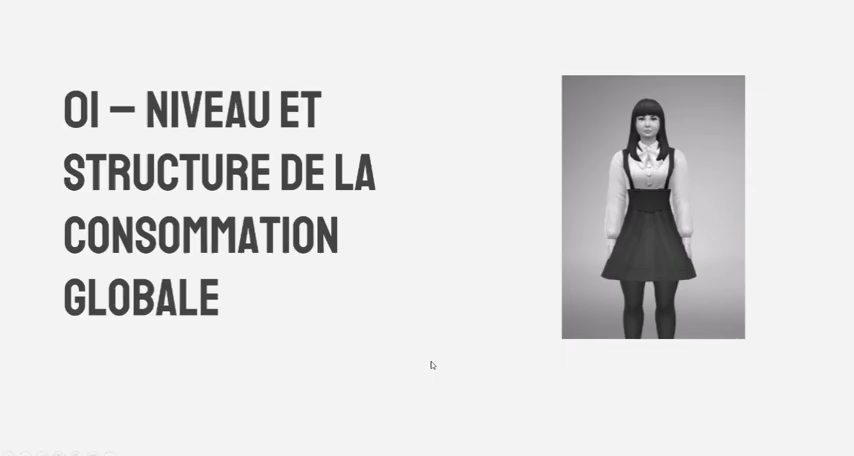 01 – NIVEAU ET
STRUCTURE DE LA
CONSOMMATION
GLOBALE